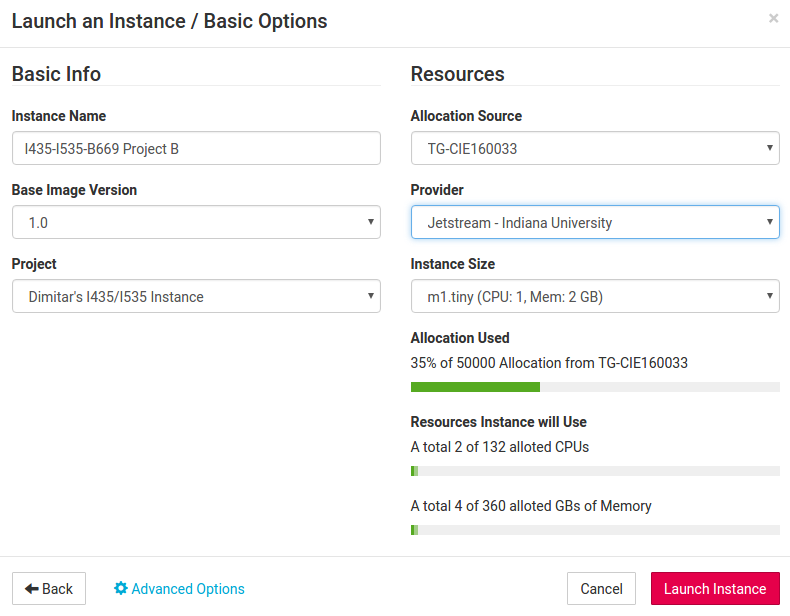 Launch an Instance / Basic Options
×
Basic Info
Instance Name
I435-I535-B669 Project B
Base Image Version
1.0
Project
Dimitar's I435/I535 Instance
Resources
Allocation Source
TG-CIE160033
Provider
Jetstream - Indiana University
Instance Size
m1.tiny (CPU: 1, Mem: 2 GB)
Allocation Used
35% of 50000 Allocation from TG-CIE160033
Resources Instance will Use
A total 2 of 132 alloted CPUs
A total 4 of 360 alloted GBs of Memory
Back
Advanced Options
Cancel
Launch Instance